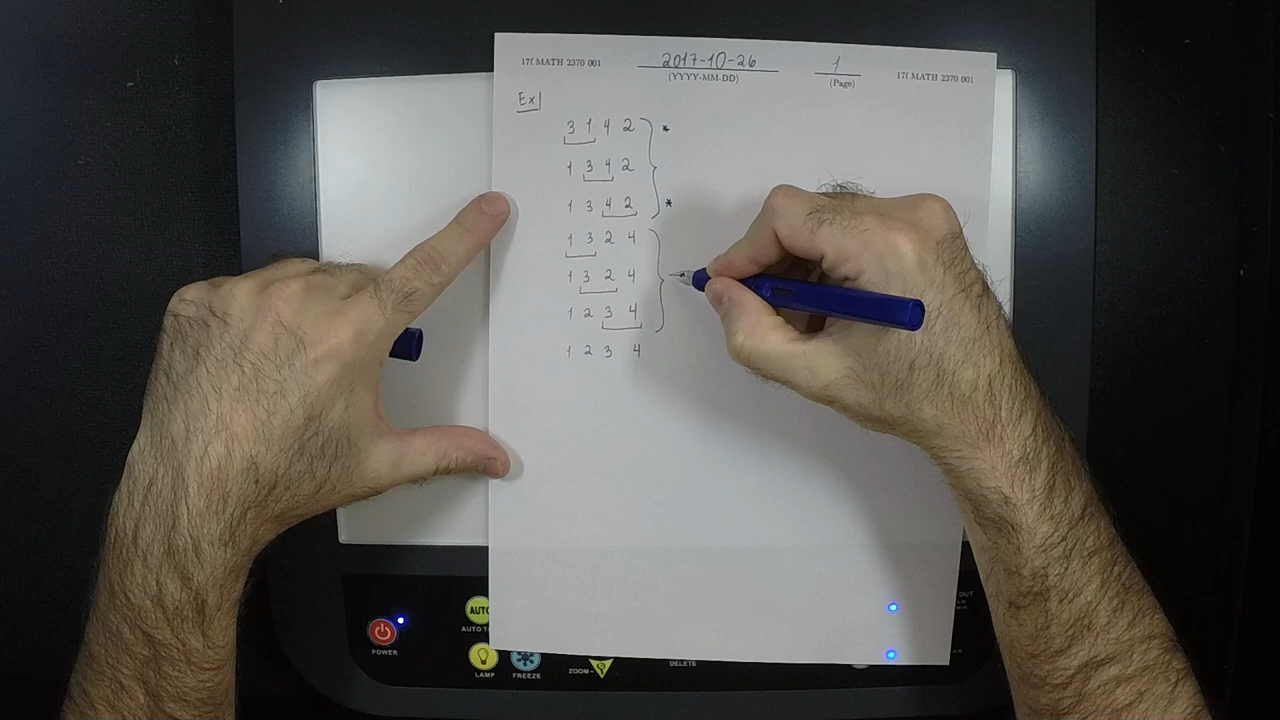 17f MATH 2370 001 2017-10-26 1 17f MATH 2370 001
(YYYY-MM-DD) (Page)
Ex
3 1 4 2 *
1 3 4 2
1 3 4 2 *
1 3 2 4
1 3 2 4
1 2 3 4
1 2 3 4
POWER
AUTO
LAMP
FREEZE
ZOOM-
DELETE
OUT